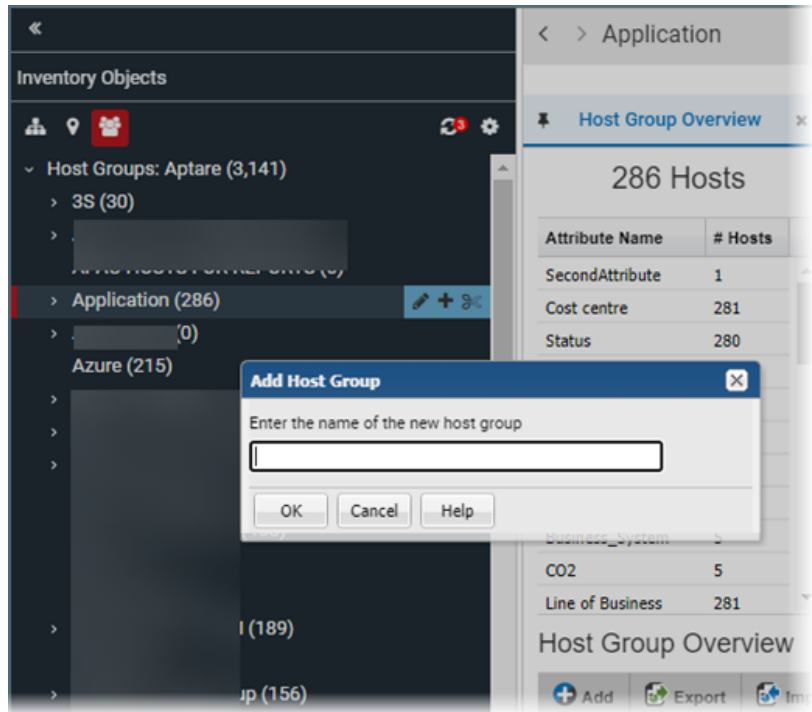 Inventory Objects
3
Host Groups: Aptare (3,141)
3S (30)
Application (286)
(0)
Azure (215)
(189)
up (156)
Application
Host Group Overview
286 Hosts
Attribute Name # Hosts
SecondAttribute 1
Cost centre 281
Status 280
Add Host Group
Enter the name of the new host group
OK Cancel Help
Business_System 5
CO2 5
Line of Business 281
Host Group Overview
Add Export Im